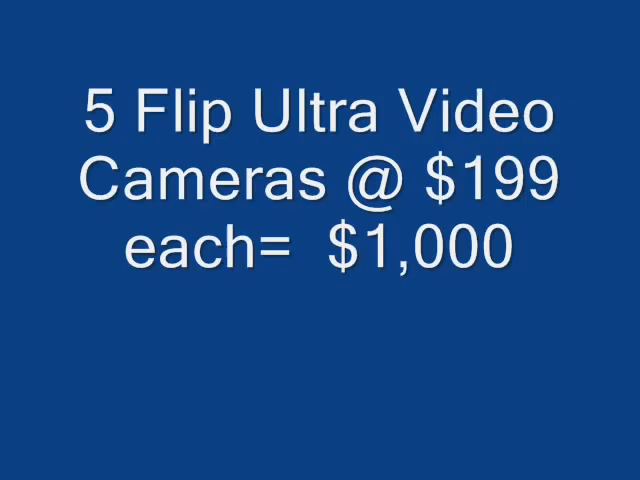 5 Flip Ultra Video
Cameras @ $199
each=  $1,000